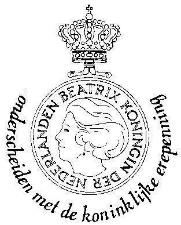 BEATRIX KONINGIN DER NEDERLANDEN
onderscheiden met de koninklijke erepenning